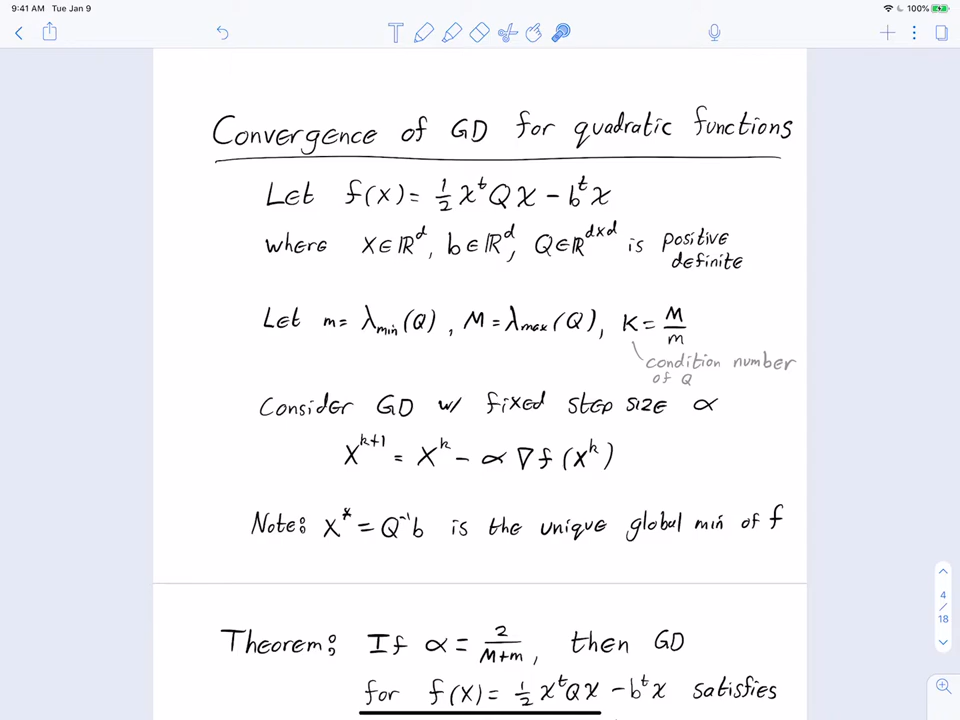 9:41 AM Tue Jan 9
100%
Convergence of GD for quadratic functions
Let f(x) = ½ xᵗQx − bᵗx
where x ∈ ℝᵈ, b ∈ ℝᵈ, Q ∈ ℝᵈˣᵈ is positive
definite
Let m = λmin(Q), M = λmax(Q), K = M/m
condition number
of Q
Consider GD w/ fixed step size α
xᵏ⁺¹ = xᵏ − α ∇f(xᵏ)
Note: x* = Q⁻¹b is the unique global min of f
Theorem: If α = 2/(M+m), then GD
for f(x) = ½ xᵗQx − bᵗx satisfies
4
/
18